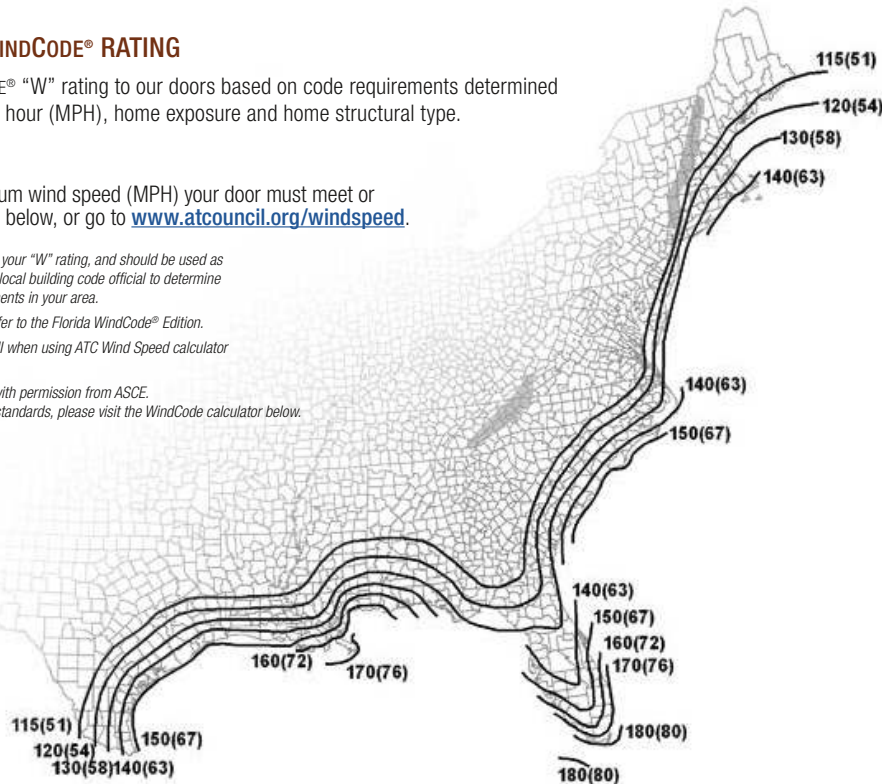 INDCODE® RATING
E® “W” rating to our doors based on code requirements determined
hour (MPH), home exposure and home structural type.
um wind speed (MPH) your door must meet or
below, or go to www.atcouncil.org/windspeed.
your “W” rating, and should be used as
local building code official to determine
ents in your area.
fer to the Florida WindCode® Edition.
ll when using ATC Wind Speed calculator
with permission from ASCE.
standards, please visit the WindCode calculator below.
115(51)
120(54)
130(58)
140(63)
140(63)
150(67)
140(63)
150(67)
160(72)
170(76)
160(72)
170(76)
115(51)
120(54)
130(58)
140(63)
150(67)
180(80)
180(80)